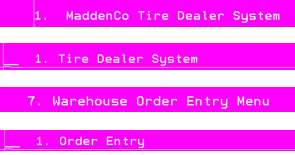 1. MaddenCo Tire Dealer System
1. Tire Dealer System
7. Warehouse Order Entry Menu
1. Order Entry